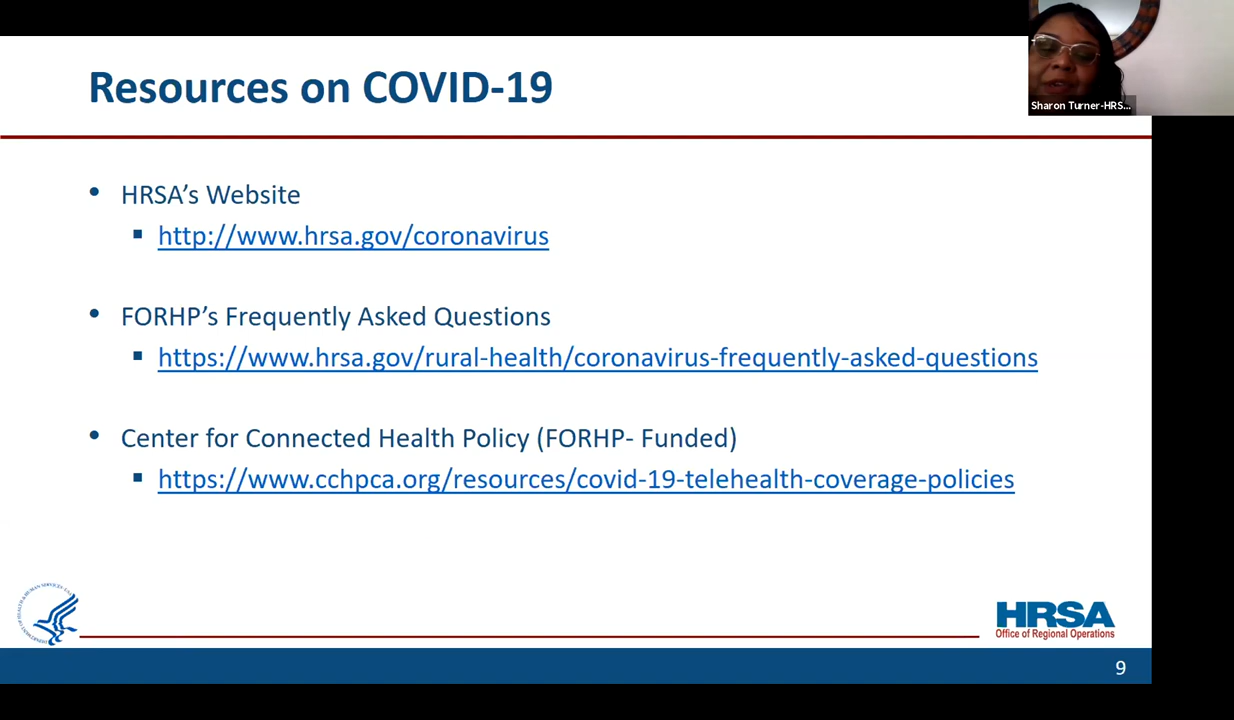 Resources on COVID-19
Sharon Turner-HRS...
• HRSA's Website
▪ http://www.hrsa.gov/coronavirus
• FORHP's Frequently Asked Questions
▪ https://www.hrsa.gov/rural-health/coronavirus-frequently-asked-questions
• Center for Connected Health Policy (FORHP- Funded)
▪ https://www.cchpca.org/resources/covid-19-telehealth-coverage-policies
HRSA
Office of Regional Operations
9